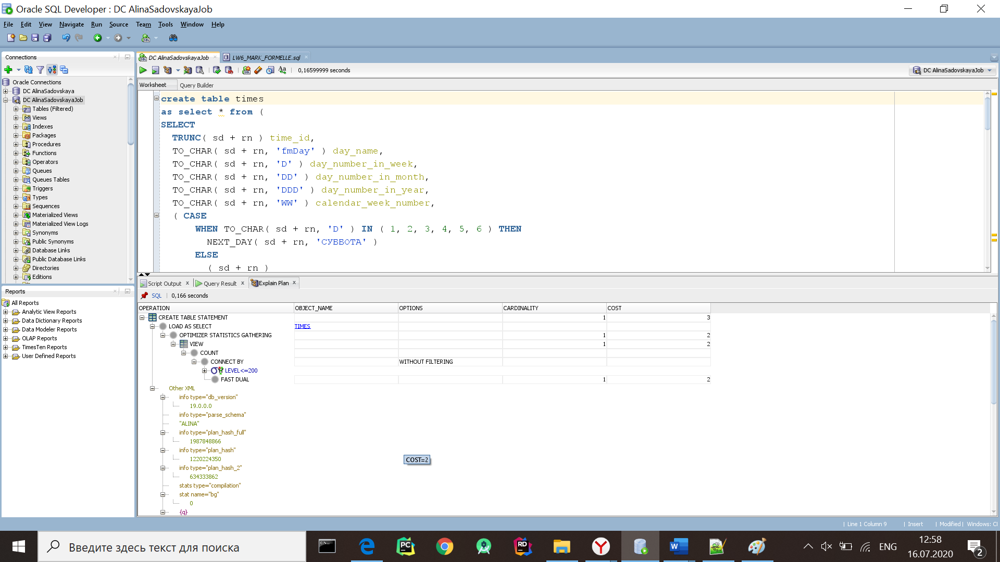 Oracle SQL Developer : DC AlinaSadovskayaJob
File Edit View Navigate Run Source Team Tools Window Help
Connections
Oracle Connections
DC AlinaSadovskaya
DC AlinaSadovskayaJob
Tables (Filtered)
Views
Indexes
Packages
Procedures
Functions
Operators
Queues
Queues Tables
Triggers
Types
Sequences
Materialized Views
Materialized View Logs
Synonyms
Public Synonyms
Database Links
Public Database Links
Directories
Editions
Reports
All Reports
Analytic View Reports
Data Dictionary Reports
Data Modeler Reports
OLAP Reports
TimesTen Reports
User Defined Reports
DC AlinaSadovskayaJob LW6_MARK_FORMELLE.sql
0,16599999 seconds
DC AlinaSadovskayaJob
Worksheet Query Builder
create table times
as select * from (
SELECT
TRUNC( sd + rn ) time_id,
TO_CHAR( sd + rn, 'fmDay' ) day_name,
TO_CHAR( sd + rn, 'D' ) day_number_in_week,
TO_CHAR( sd + rn, 'DD' ) day_number_in_month,
TO_CHAR( sd + rn, 'DDD' ) day_number_in_year,
TO_CHAR( sd + rn, 'WW' ) calendar_week_number,
( CASE
WHEN TO_CHAR( sd + rn, 'D' ) IN ( 1, 2, 3, 4, 5, 6 ) THEN
NEXT_DAY( sd + rn, 'СУББОТА' )
ELSE
( sd + rn )
Script Output Query Result Explain Plan
SQL 0,166 seconds
OPERATION OBJECT_NAME OPTIONS CARDINALITY COST
CREATE TABLE STATEMENT 1 3
LOAD AS SELECT TIMES
OPTIMIZER STATISTICS GATHERING 1 2
VIEW 1 2
COUNT
CONNECT BY WITHOUT FILTERING
LEVEL<=200
FAST DUAL 1 2
Other XML
info type="db_version"
19.0.0.0
info type="parse_schema"
"ALINA"
info type="plan_hash_full"
1987848866
info type="plan_hash"
1220224350
info type="plan_hash_2"
634333862
stats type="compilation"
stat name="bg"
0
{q}
COST=2
Line 1 Column 9 Insert Modified Windows: Cl
Введите здесь текст для поиска
ENG
12:58
16.07.2020
2